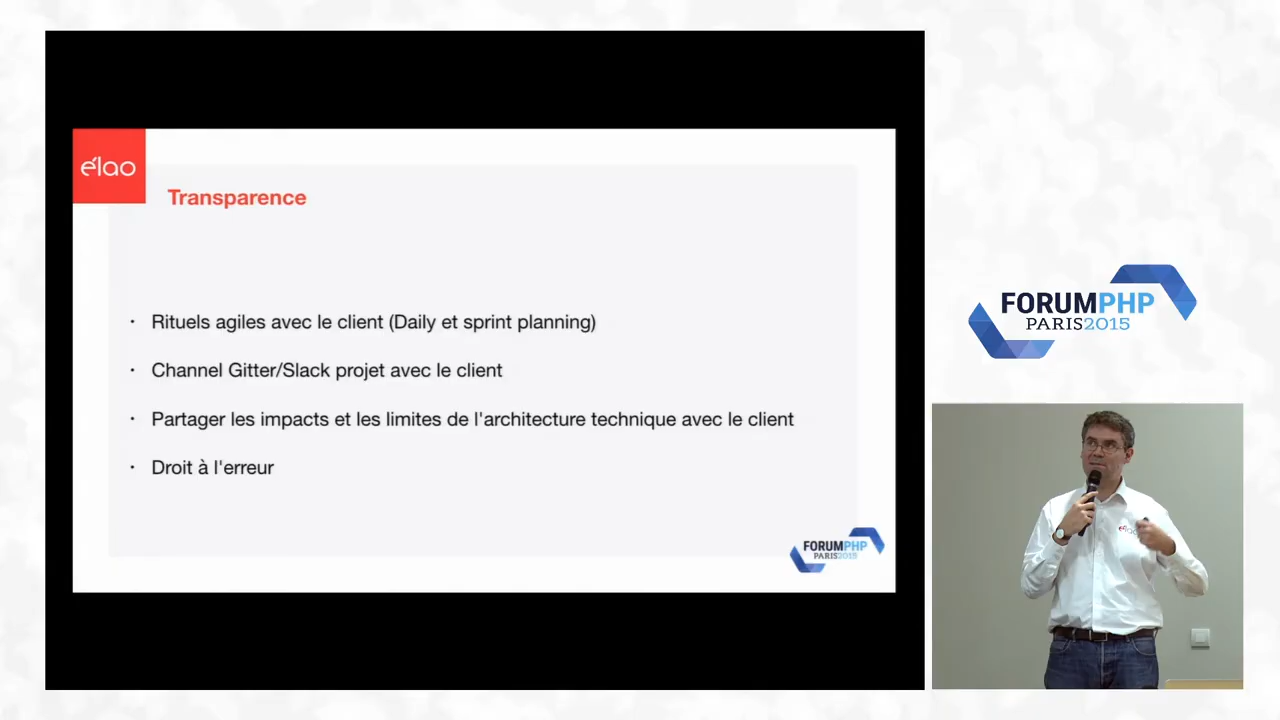 élao
Transparence
· Rituels agiles avec le client (Daily et sprint planning)
· Channel Gitter/Slack projet avec le client
· Partager les impacts et les limites de l'architecture technique avec le client
· Droit à l'erreur
FORUMPHP
PARIS2015
FORUMPHP
PARIS2015
élao